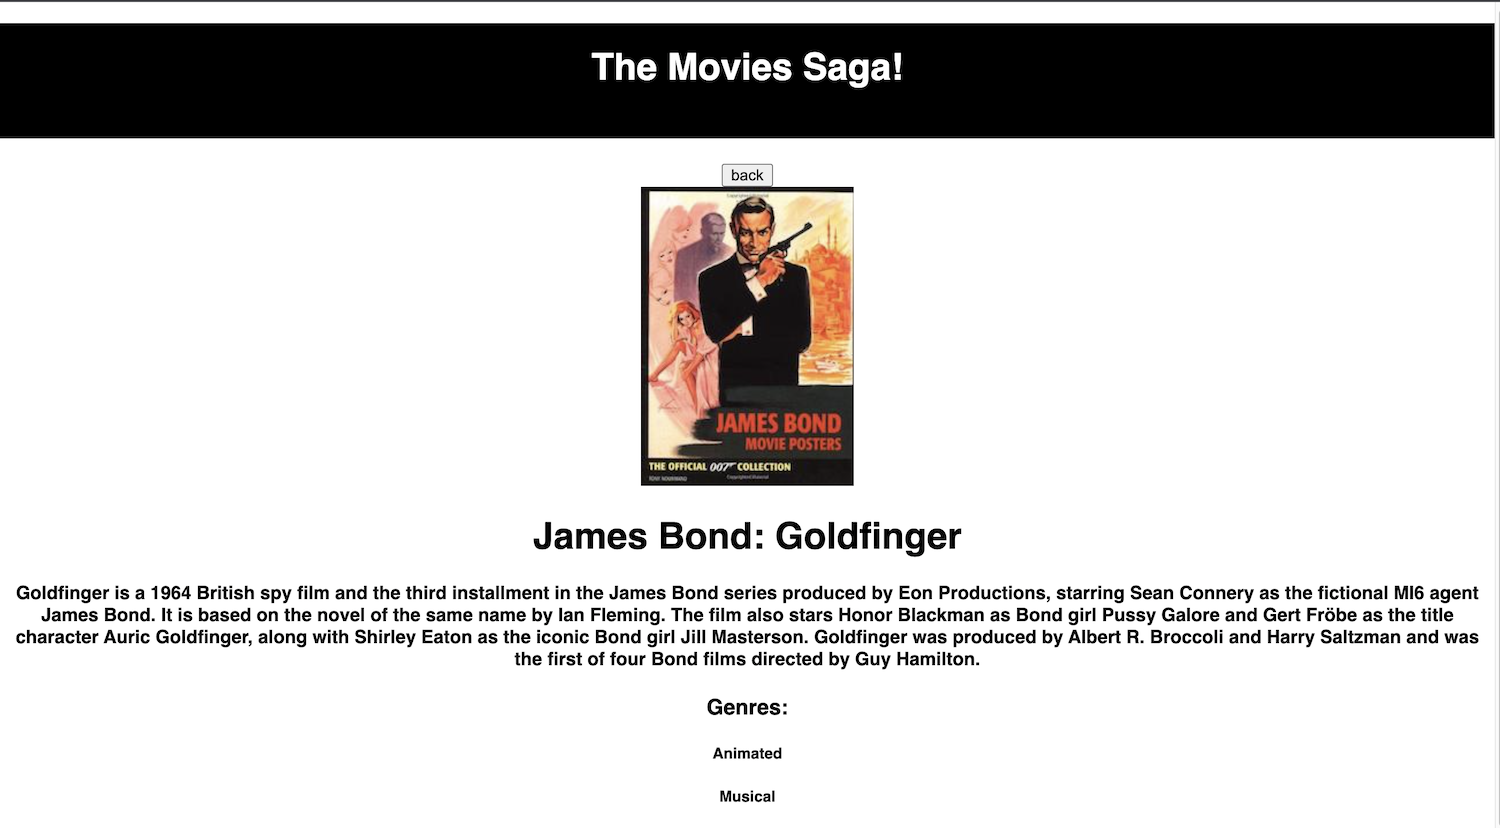 The Movies Saga!
back
JAMES BOND
MOVIE POSTERS
THE OFFICIAL 007 COLLECTION
James Bond: Goldfinger
Goldfinger is a 1964 British spy film and the third installment in the James Bond series produced by Eon Productions, starring Sean Connery as the fictional MI6 agent
James Bond. It is based on the novel of the same name by Ian Fleming. The film also stars Honor Blackman as Bond girl Pussy Galore and Gert Fröbe as the title
character Auric Goldfinger, along with Shirley Eaton as the iconic Bond girl Jill Masterson. Goldfinger was produced by Albert R. Broccoli and Harry Saltzman and was
the first of four Bond films directed by Guy Hamilton.
Genres:
Animated
Musical